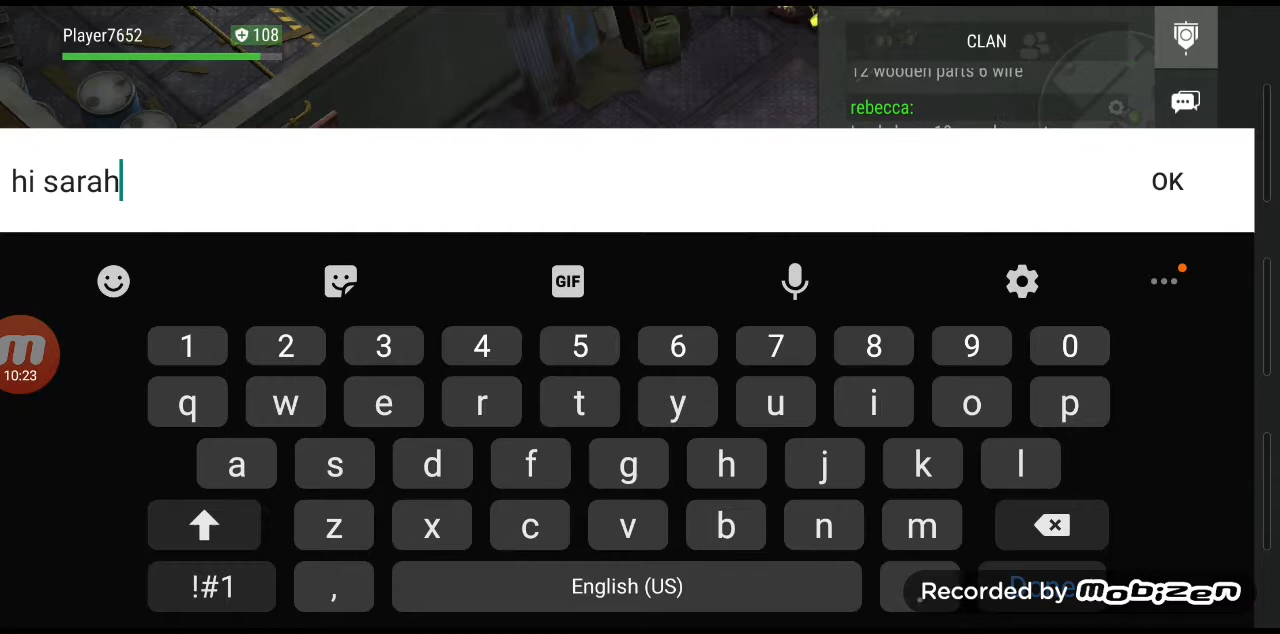 Player7652
108
CLAN
12 wooden parts 6 wire
rebecca:
hi sarah
OK
GIF
10:23
1 2 3 4 5 6 7 8 9 0
q w e r t y u i o p
a s d f g h j k l
z x c v b n m
!#1 , English (US) Done
Recorded by mobizen